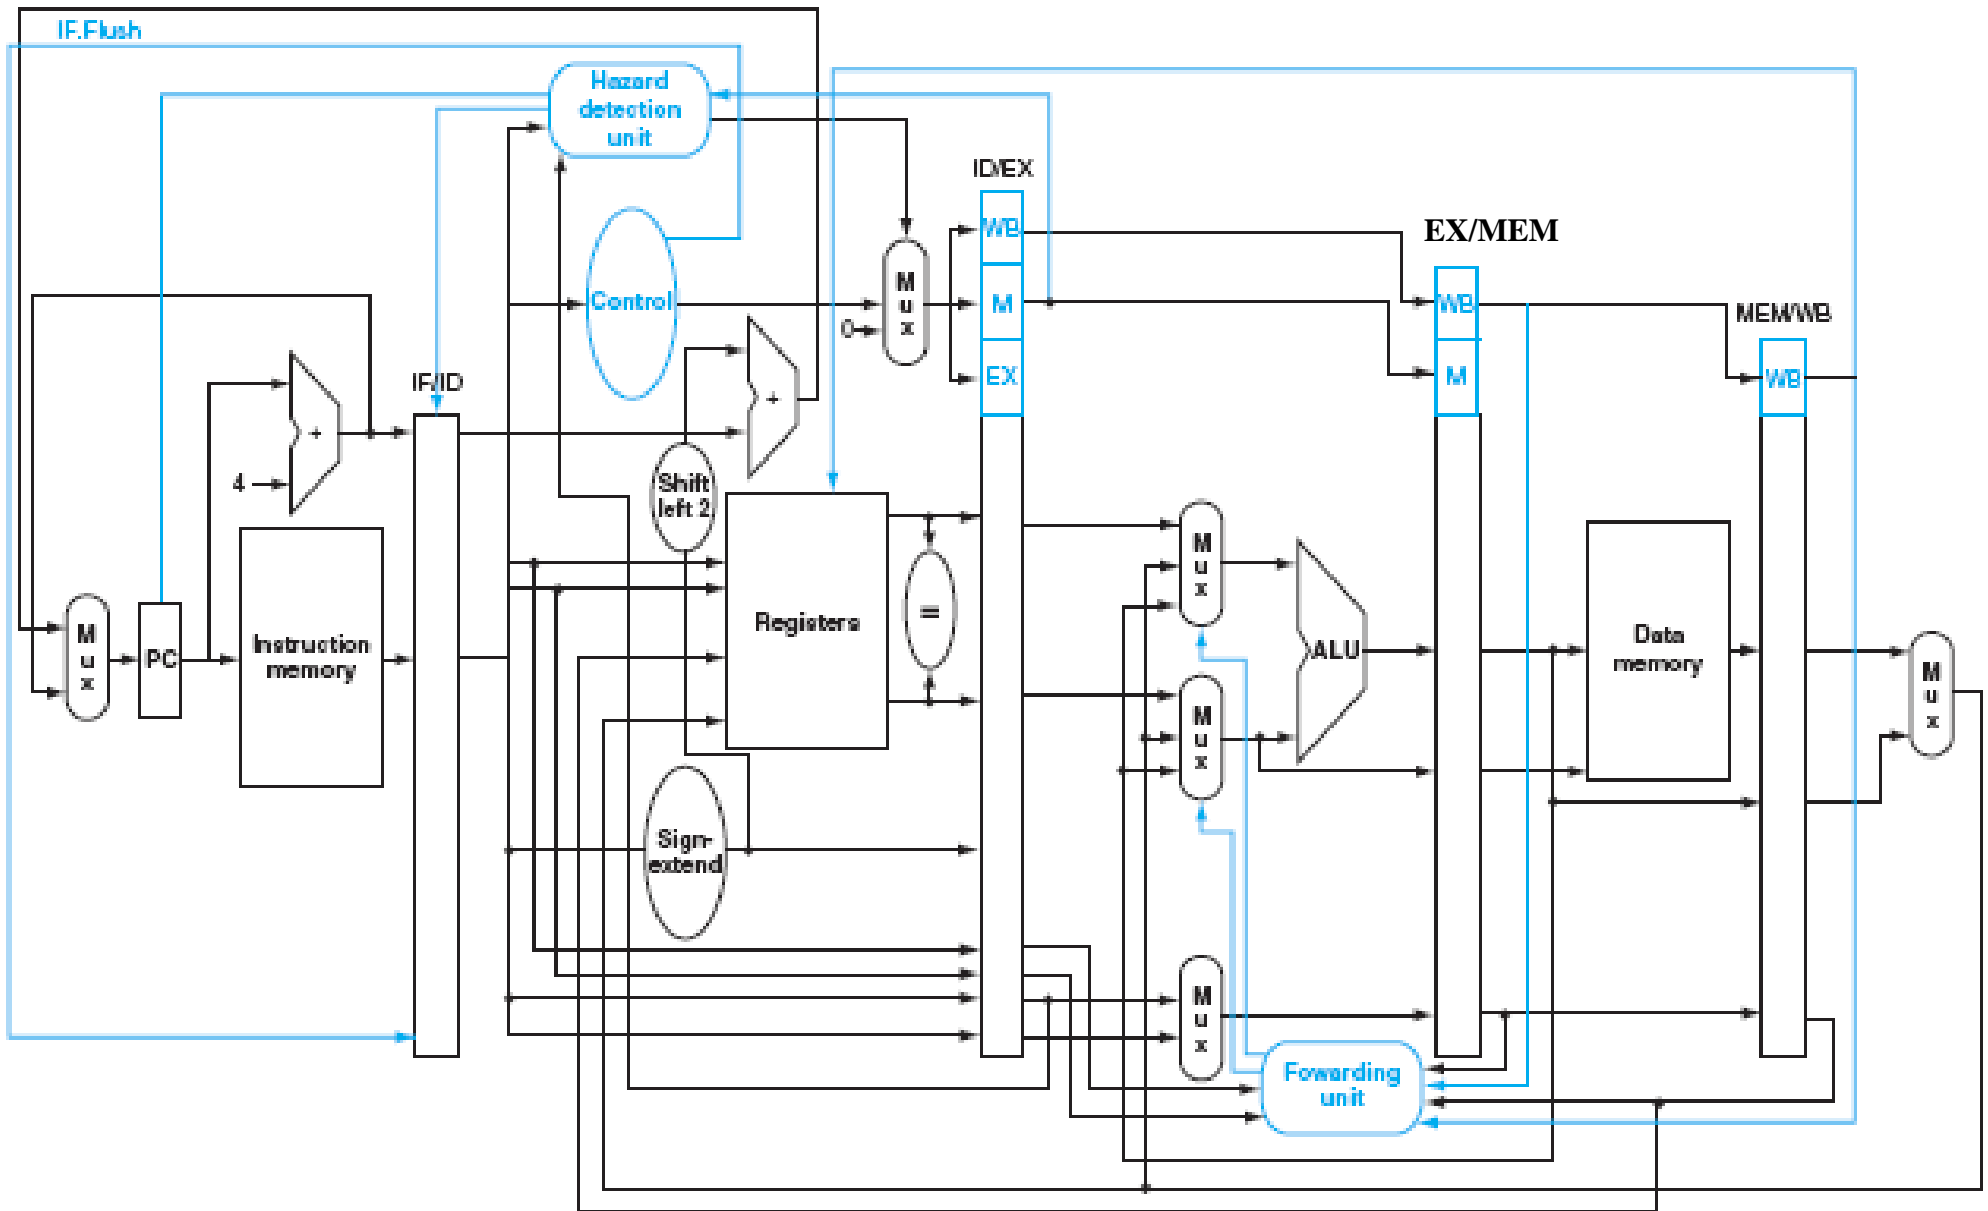 IF.Flush
Hazard
detection
unit
ID/EX
WB
EX/MEM
M
u
x
Control
M
WB
MEM/WB
0
EX
M
WB
IF/ID
+
+
4
Shift
left 2
M
u
x
M
u
x
PC
Instruction
memory
Registers
=
ALU
Data
memory
M
u
x
M
u
x
Sign-
extend
M
u
x
Fowarding
unit